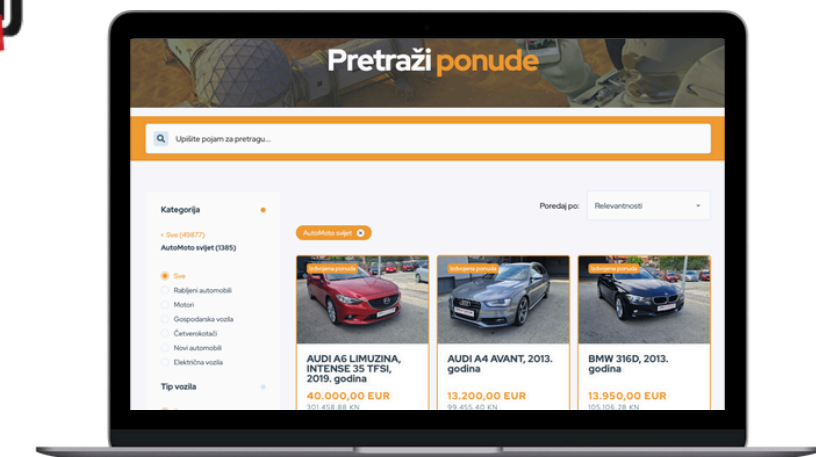 Pretraži ponude
Upišite pojam za pretragu...
Kategorija
Poredaj po:
Relevantnosti
‹ Sve (49877)
AutoMoto svijet (1385)
AutoMoto svijet
Sve
Rabljeni automobili
Motori
Gospodarska vozila
Četverokotači
Novi automobili
Električna vozila
Tip vozila
Izdvojena ponuda
AUDI A6 LIMUZINA,
INTENSE 35 TFSI,
2019. godina
40.000,00 EUR
301.458,88 KN
Izdvojena ponuda
AUDI A4 AVANT, 2013.
godina
13.200,00 EUR
99.455,40 KN
Izdvojena ponuda
BMW 316D, 2013.
godina
13.950,00 EUR
105.106,28 KN